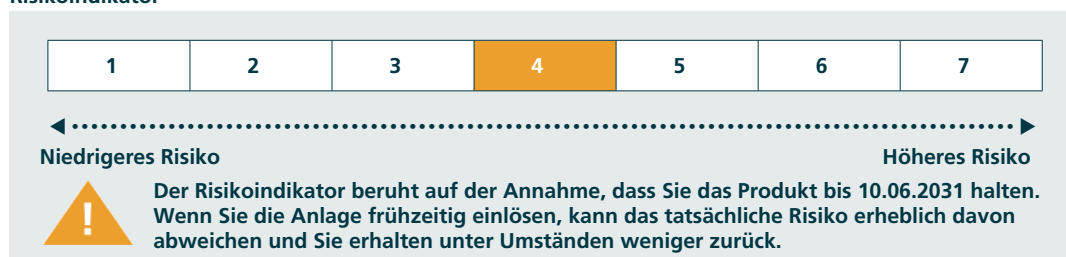 Risikoindikator
1 2 3 4 5 6 7
Niedrigeres Risiko Höheres Risiko
! Der Risikoindikator beruht auf der Annahme, dass Sie das Produkt bis 10.06.2031 halten.
Wenn Sie die Anlage frühzeitig einlösen, kann das tatsächliche Risiko erheblich davon
abweichen und Sie erhalten unter Umständen weniger zurück.